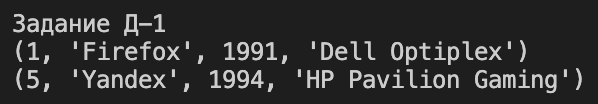 Задание Д-1
(1, 'Firefox', 1991, 'Dell Optiplex')
(5, 'Yandex', 1994, 'HP Pavilion Gaming')